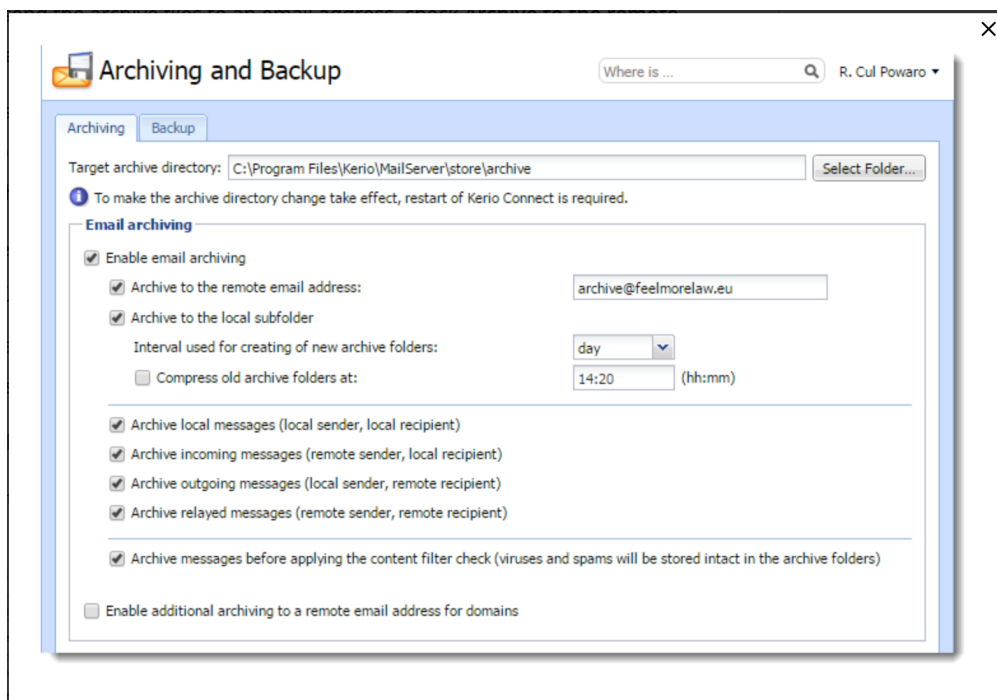 Archiving and Backup
Where is ...
R. Cul Powaro
Archiving
Backup
Target archive directory: C:\Program Files\Kerio\MailServer\store\archive Select Folder...
To make the archive directory change take effect, restart of Kerio Connect is required.
Email archiving
Enable email archiving
Archive to the remote email address: archive@feelmorelaw.eu
Archive to the local subfolder
Interval used for creating of new archive folders: day
Compress old archive folders at: 14:20 (hh:mm)
Archive local messages (local sender, local recipient)
Archive incoming messages (remote sender, local recipient)
Archive outgoing messages (local sender, remote recipient)
Archive relayed messages (remote sender, remote recipient)
Archive messages before applying the content filter check (viruses and spams will be stored intact in the archive folders)
Enable additional archiving to a remote email address for domains